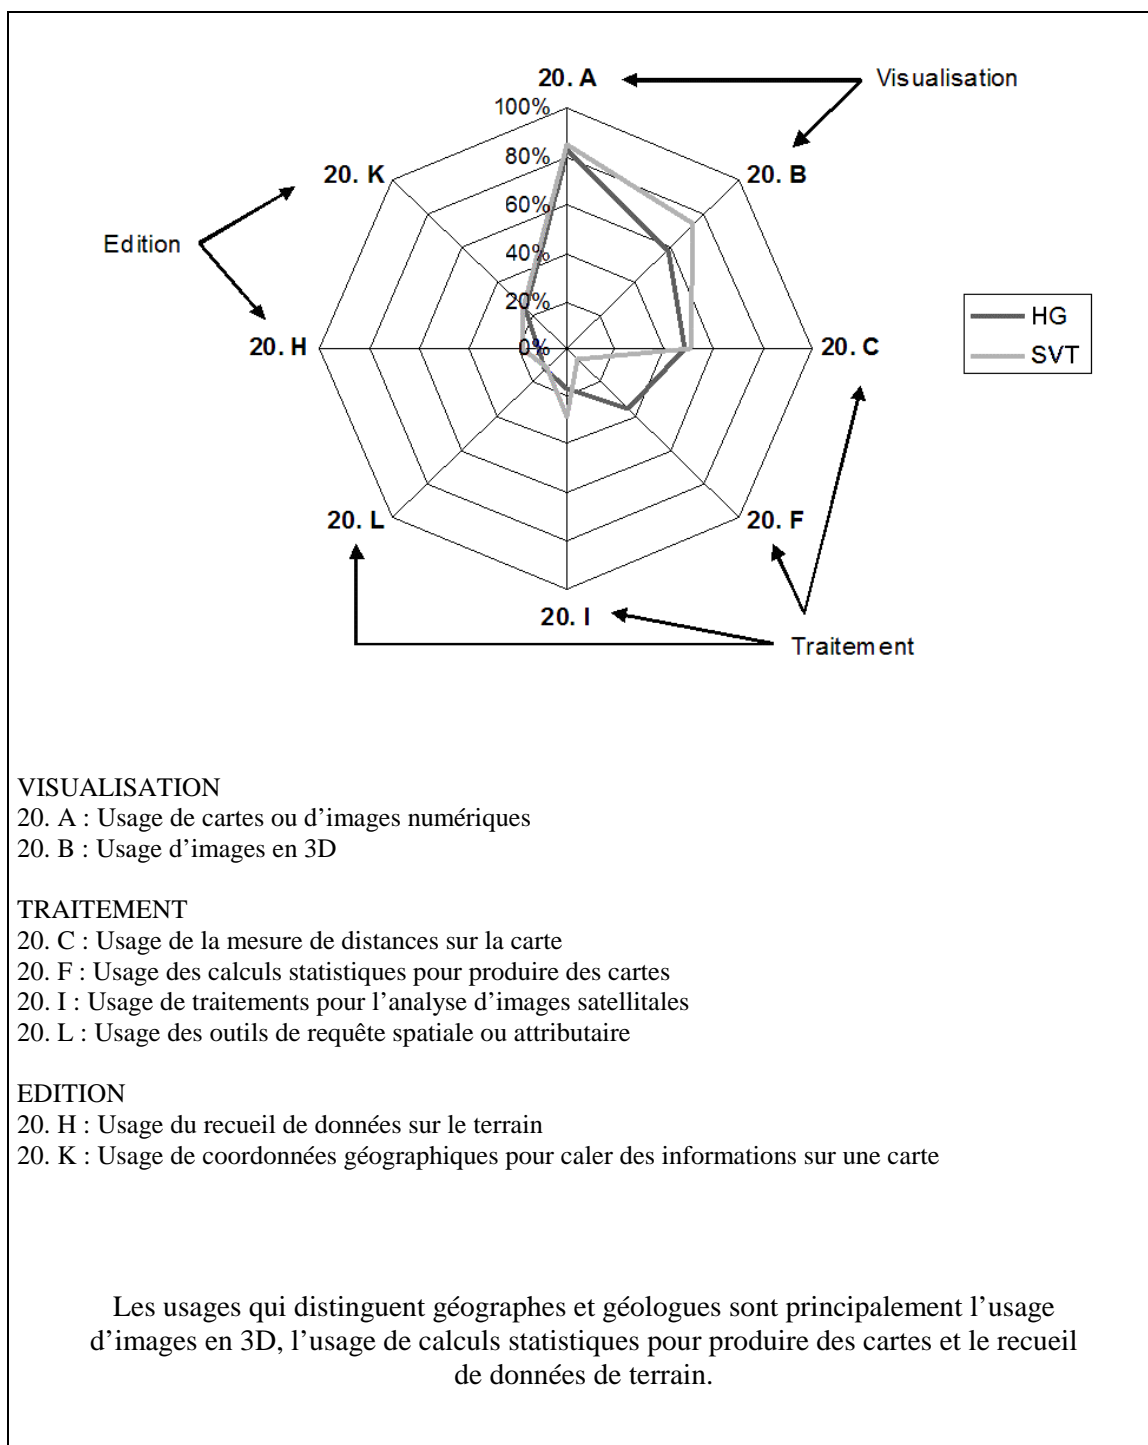 20. A
Visualisation
100%
80%
20. K
20. B
60%
Edition
40%
20%
20. H
0%
20. C
HG
SVT
20. L
20. F
20. I
Traitement
VISUALISATION
20. A : Usage de cartes ou d’images numériques
20. B : Usage d’images en 3D
TRAITEMENT
20. C : Usage de la mesure de distances sur la carte
20. F : Usage des calculs statistiques pour produire des cartes
20. I : Usage de traitements pour l’analyse d’images satellitales
20. L : Usage des outils de requête spatiale ou attributaire
EDITION
20. H : Usage du recueil de données sur le terrain
20. K : Usage de coordonnées géographiques pour caler des informations sur une carte
Les usages qui distinguent géographes et géologues sont principalement l’usage
d’images en 3D, l’usage de calculs statistiques pour produire des cartes et le recueil
de données de terrain.